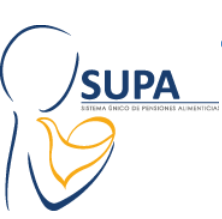 SUPA
SISTEMA ÚNICO DE PENSIONES ALIMENTICIAS